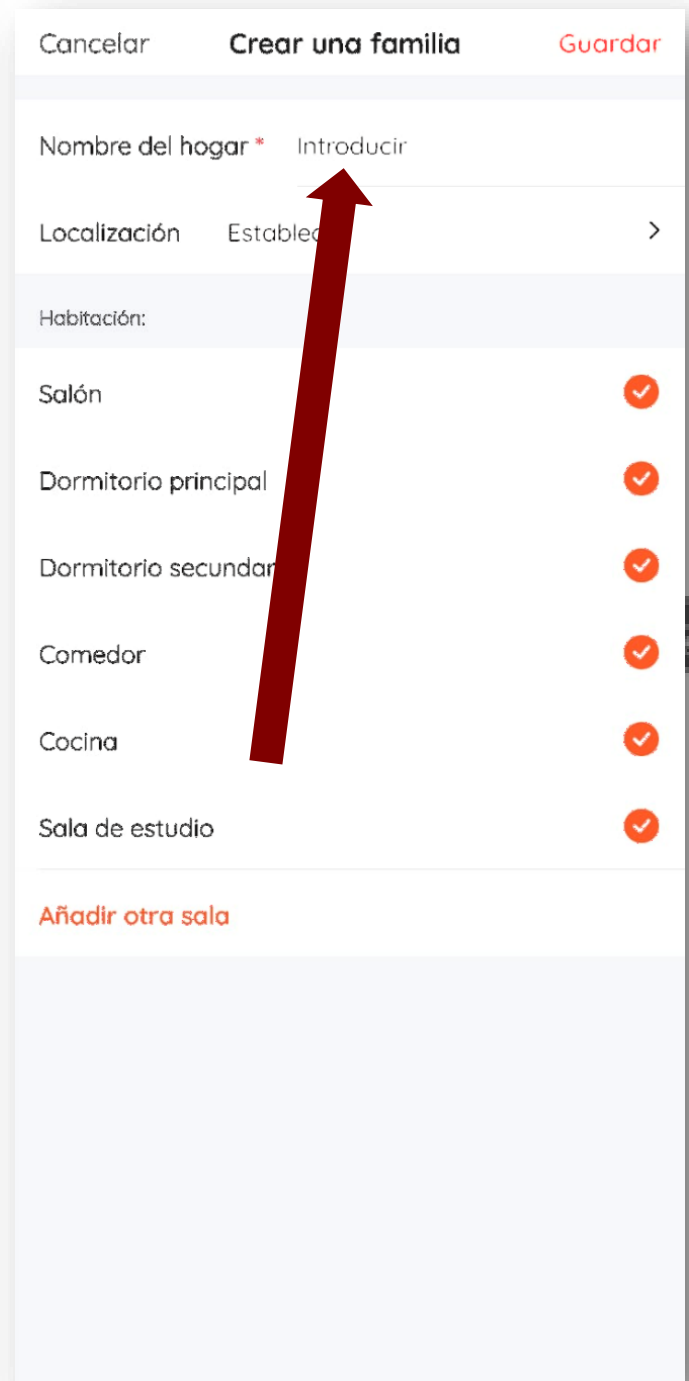 Cancelar Crear una familia Guardar
Nombre del hogar * Introducir
Localización
Habitación:
Salón
Dormitorio principal
Dormitorio
Comedor
Cocina
Sala de estudio
Añadir otra sala